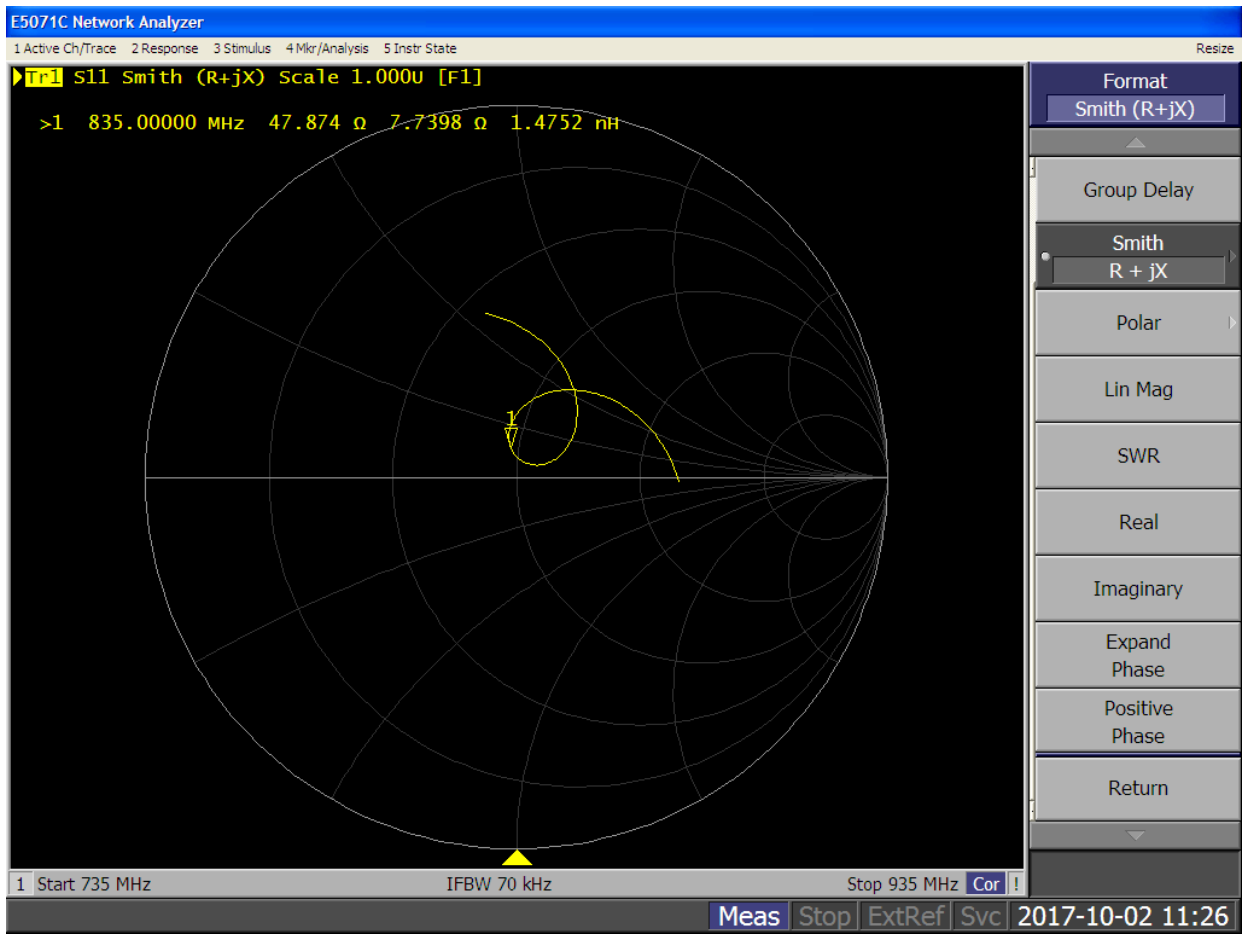 E5071C Network Analyzer
1 Active Ch/Trace 2 Response 3 Stimulus 4 Mkr/Analysis 5 Instr State Resize
Tr1 S11 Smith (R+jX) Scale 1.000U [F1]
>1 835.00000 MHz 47.874 Ω 7.7398 Ω 1.4752 nH
1
Format
Smith (R+jX)
Group Delay
Smith
R + jX
Polar
Lin Mag
SWR
Real
Imaginary
Expand
Phase
Positive
Phase
Return
1 Start 735 MHz IFBW 70 kHz Stop 935 MHz Cor !
Meas Stop ExtRef Svc 2017-10-02 11:26